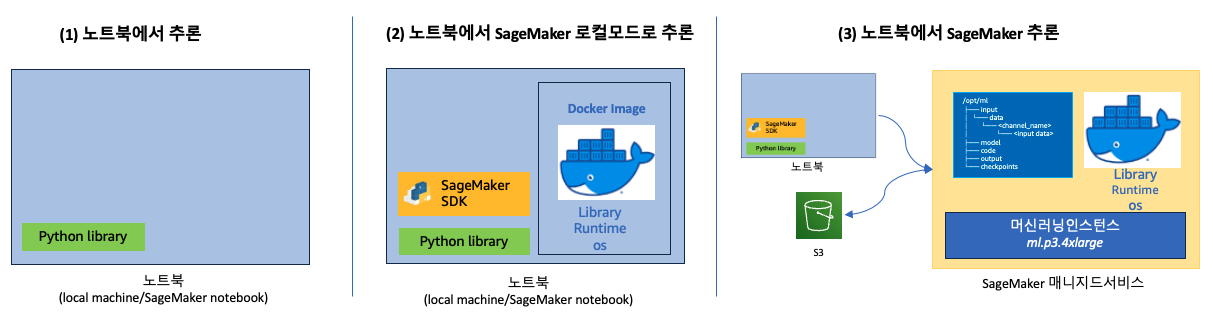 (1) 노트북에서 추론
Python library
노트북
(local machine/SageMaker notebook)
(2) 노트북에서 SageMaker 로컬모드로 추론
Docker Image
SageMaker
SDK
Python library
Library
Runtime
os
노트북
(local machine/SageMaker notebook)
(3) 노트북에서 SageMaker 추론
SageMaker
SDK
Python library
노트북
S3
/opt/ml
├── input
│ └── data
│ └── <channel_name>
│ └── <input data>
├── model
├── code
├── output
└── checkpoints
Library
Runtime
os
머신러닝인스턴스
ml.p3.4xlarge
SageMaker 매니지드서비스